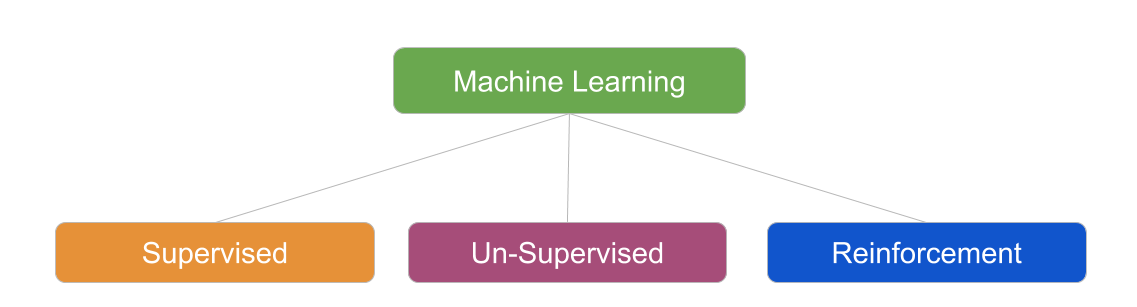 Machine Learning
Supervised
Un-Supervised
Reinforcement